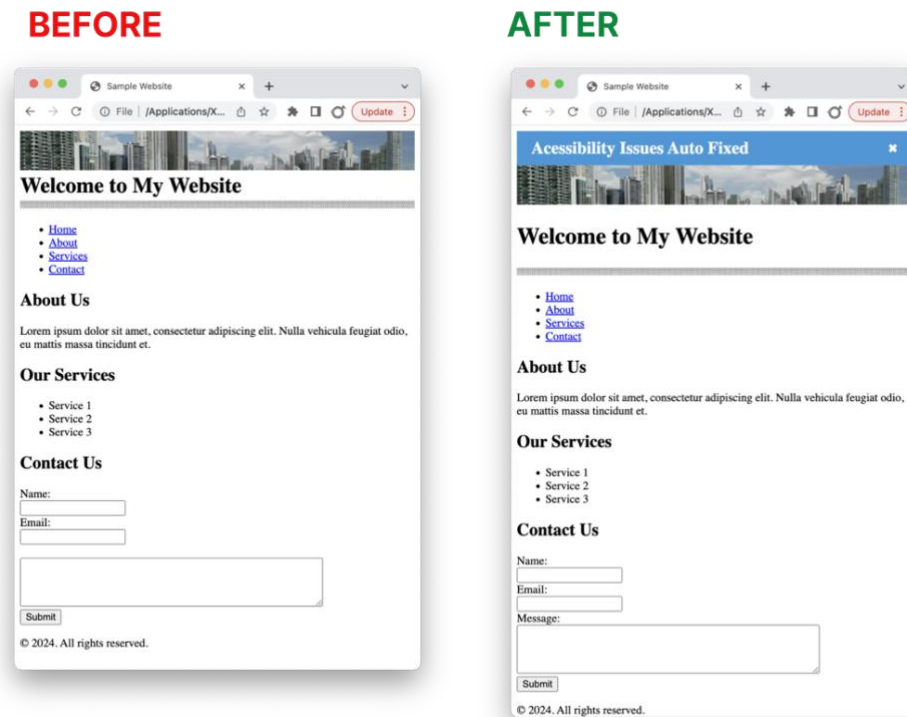 BEFORE
Sample Website
File | /Applications/X...
Update
Welcome to My Website
Home
About
Services
Contact
About Us
Lorem ipsum dolor sit amet, consectetur adipiscing elit. Nulla vehicula feugiat odio,
eu mattis massa tincidunt et.
Our Services
Service 1
Service 2
Service 3
Contact Us
Name:
Email:
Submit
© 2024. All rights reserved.
AFTER
Sample Website
File | /Applications/X...
Update
Acessibility Issues Auto Fixed
Welcome to My Website
Home
About
Services
Contact
About Us
Lorem ipsum dolor sit amet, consectetur adipiscing elit. Nulla vehicula feugiat odio,
eu mattis massa tincidunt et.
Our Services
Service 1
Service 2
Service 3
Contact Us
Name:
Email:
Message:
Submit
© 2024. All rights reserved.